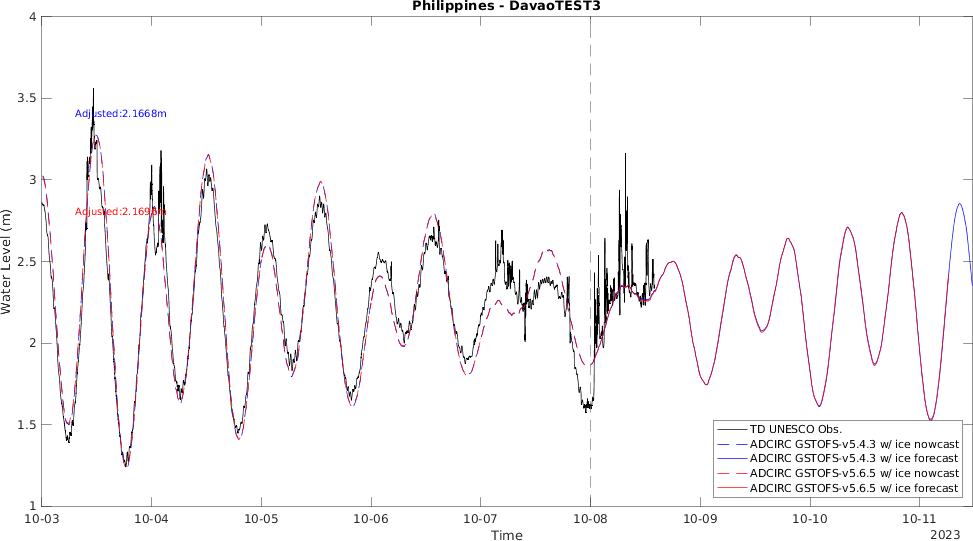 Philippines - DavaoTEST3
Water Level (m)
4
3.5
3
2.5
2
1.5
1
Adjusted:2.1668m
Adjusted:2.1698m
TD UNESCO Obs.
ADCIRC GSTOFS-v5.4.3 w/ ice nowcast
ADCIRC GSTOFS-v5.4.3 w/ ice forecast
ADCIRC GSTOFS-v5.6.5 w/ ice nowcast
ADCIRC GSTOFS-v5.6.5 w/ ice forecast
10-03 10-04 10-05 10-06 10-07 10-08 10-09 10-10 10-11
Time
2023